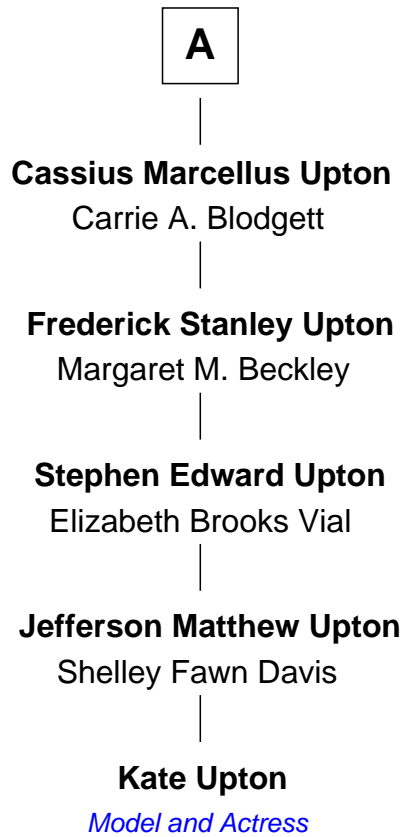 A
Cassius Marcellus Upton
Carrie A. Blodgett
Frederick Stanley Upton
Margaret M. Beckley
Stephen Edward Upton
Elizabeth Brooks Vial
Jefferson Matthew Upton
Shelley Fawn Davis
Kate Upton
Model and Actress